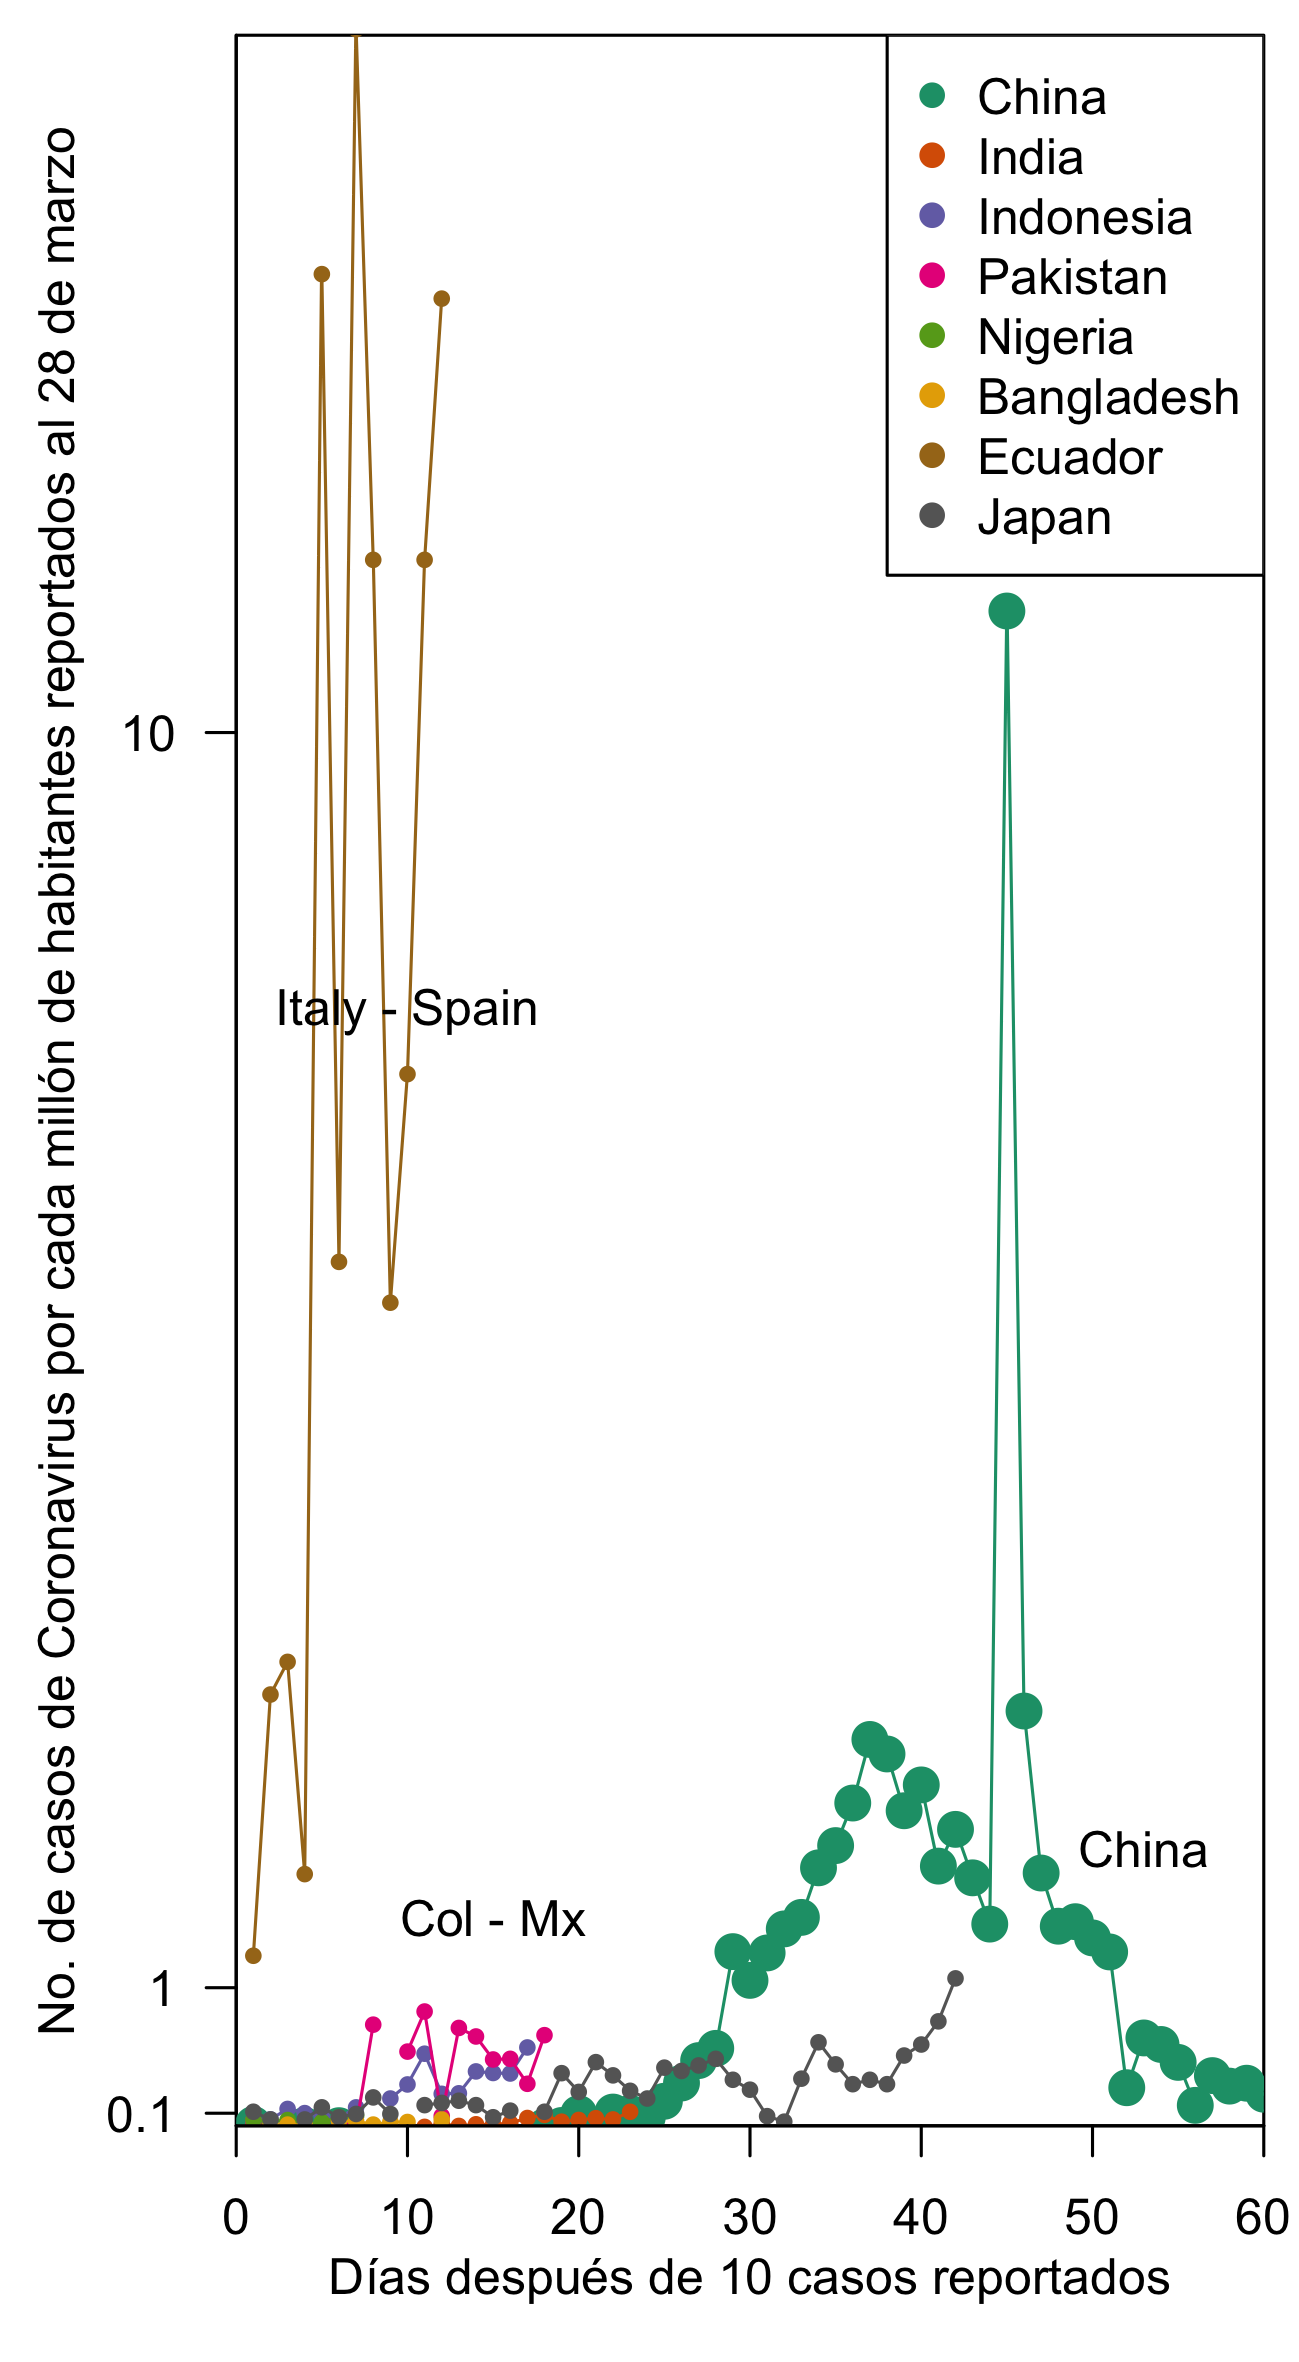 No. de casos de Coronavirus por cada millón de habitantes reportados al 28 de marzo
China
India
Indonesia
Pakistan
Nigeria
Bangladesh
Ecuador
Japan
10
Italy - Spain
China
Col - Mx
1
0.1
0 10 20 30 40 50 60
Días después de 10 casos reportados